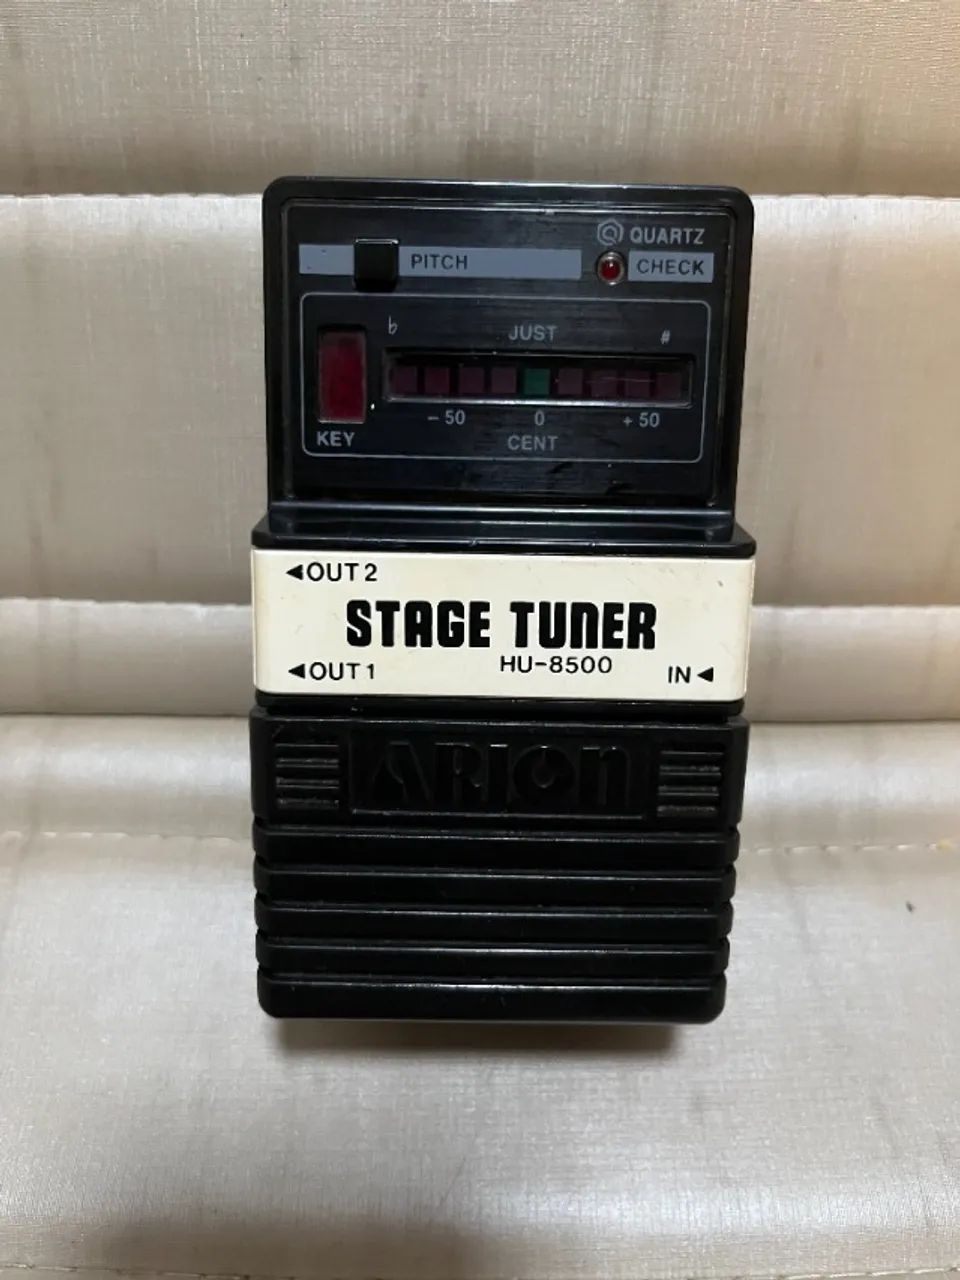 QUARTZ
PITCH
CHECK
♭ JUST #
- 50 0 + 50
KEY
CENT
◀OUT 2
STAGE TUNER
HU-8500
◀OUT 1
IN◀
ARION